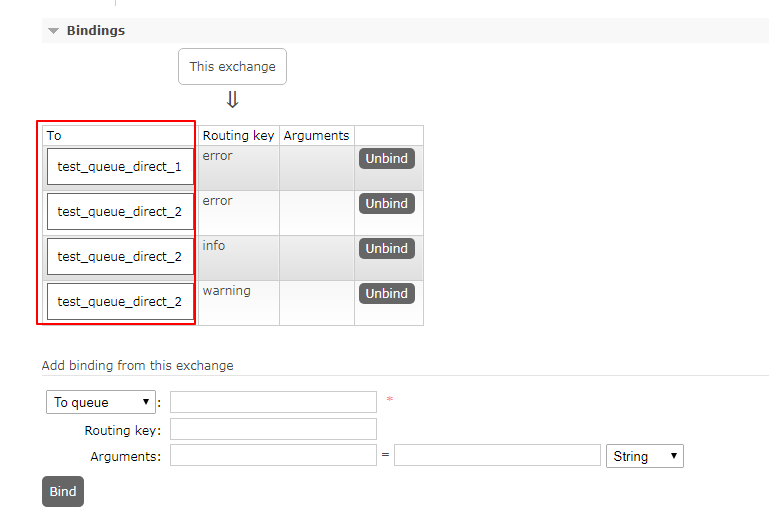 Bindings
This exchange
⇓
To Routing key Arguments
test_queue_direct_1 error Unbind
test_queue_direct_2 error Unbind
test_queue_direct_2 info Unbind
test_queue_direct_2 warning Unbind
Add binding from this exchange
To queue : *
Routing key:
Arguments: = String
Bind